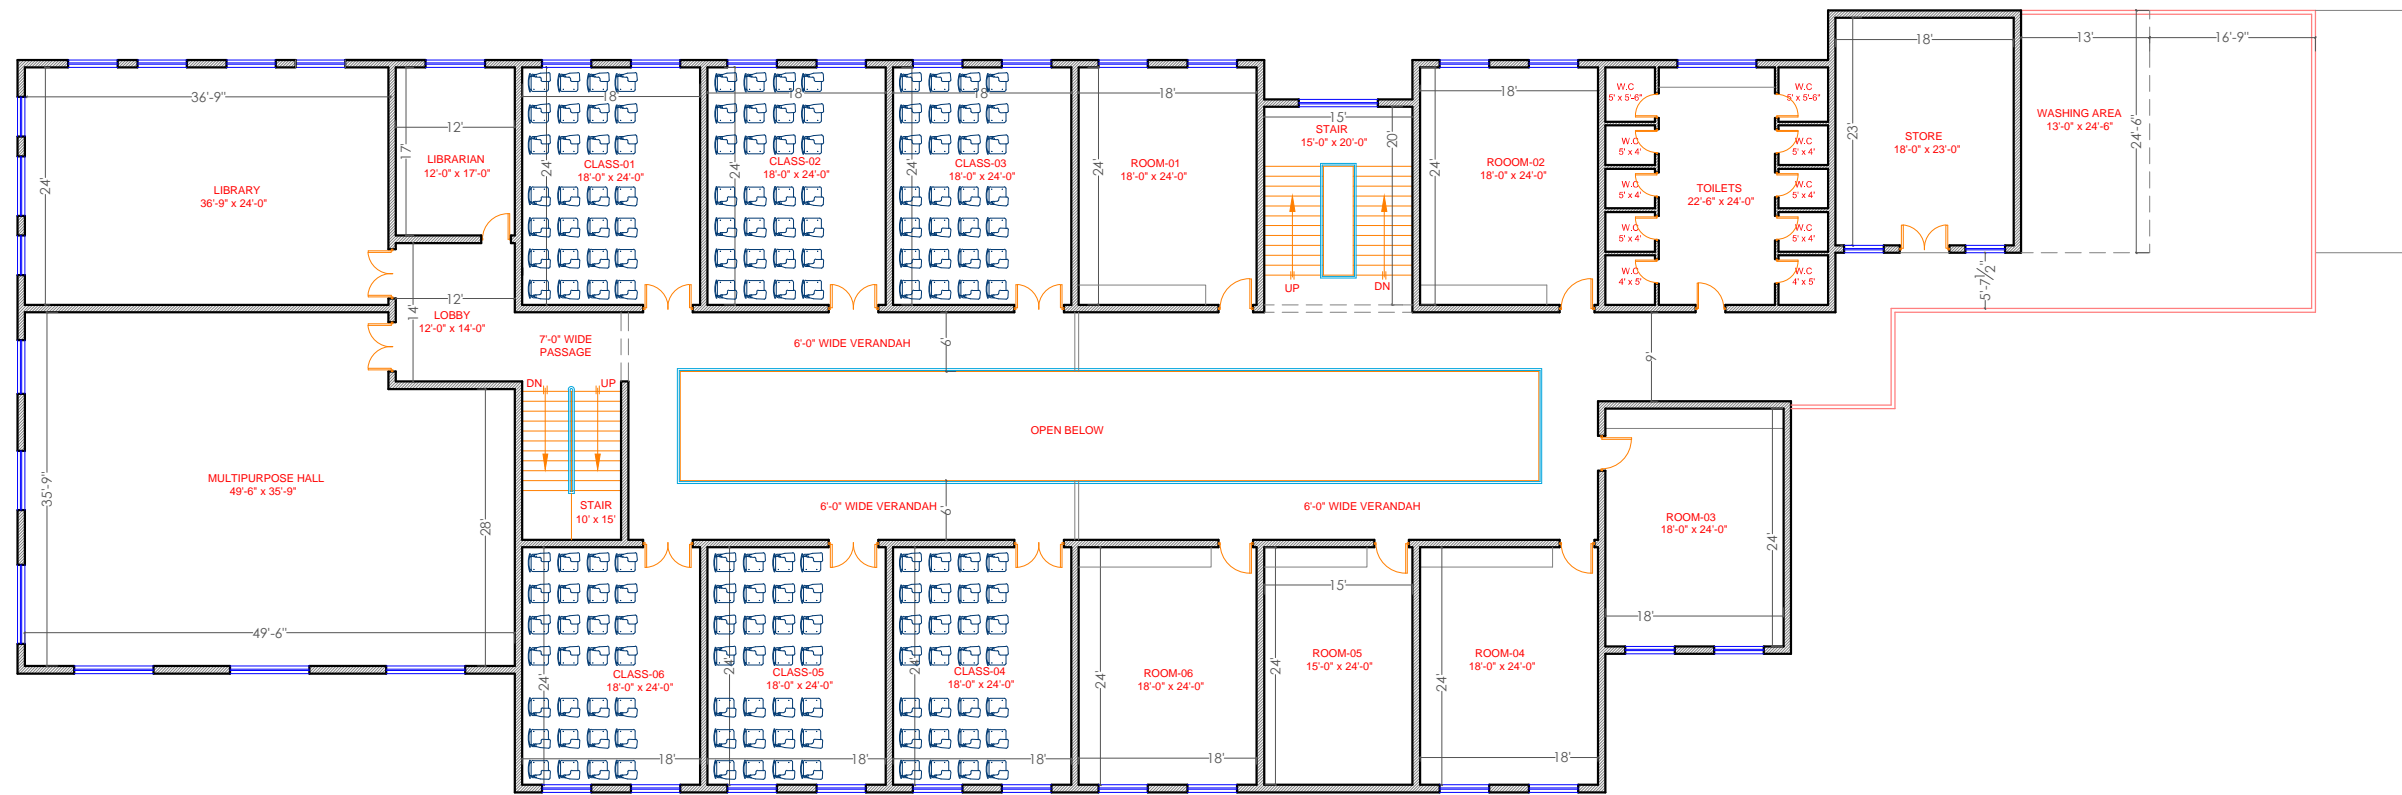 18'
13'
16'-9"
36'-9"
12'
18'
18'
18'
18'
18'
15'
24'
17'
24'
24'
24'
24'
20'
24'
23'
24'-6"
LIBRARY
36'-9" x 24'-0"
LIBRARIAN
12'-0" x 17'-0"
CLASS-01
18'-0" x 24'-0"
CLASS-02
18'-0" x 24'-0"
CLASS-03
18'-0" x 24'-0"
ROOM-01
18'-0" x 24'-0"
STAIR
15'-0" x 20'-0"
UP
DN
ROOOM-02
18'-0" x 24'-0"
W.C
5' x 5'-6"
W.C
5' x 4'
W.C
5' x 4'
W.C
5' x 4'
W.C
4' x 5'
TOILETS
22'-6" x 24'-0"
W.C
5' x 5'-6"
W.C
5' x 4'
W.C
5' x 4'
W.C
5' x 4'
W.C
4' x 5'
STORE
18'-0" x 23'-0"
WASHING AREA
13'-0" x 24'-6"
5'-7½"
12'
14'
LOBBY
12'-0" x 14'-0"
7'-0" WIDE
PASSAGE
6'-0" WIDE VERANDAH
6'
9'
DN
UP
OPEN BELOW
MULTIPURPOSE HALL
49'-6" x 35'-9"
35'-9"
28'
49'-6"
STAIR
10' x 15'
6'-0" WIDE VERANDAH
6'
6'-0" WIDE VERANDAH
ROOM-03
18'-0" x 24'-0"
24'
18'
15'
CLASS-06
18'-0" x 24'-0"
CLASS-05
18'-0" x 24'-0"
CLASS-04
18'-0" x 24'-0"
ROOM-06
18'-0" x 24'-0"
ROOM-05
15'-0" x 24'-0"
ROOM-04
18'-0" x 24'-0"
24'
24'
24'
24'
24'
24'
18'
18'
18'
18'
18'